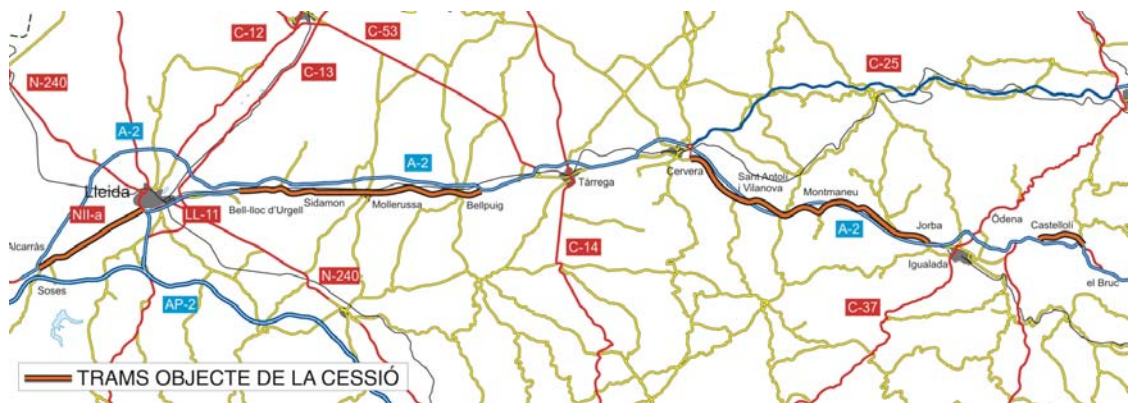 C-12
C-53
C-13
C-25
N-240
A-2
A-2
Lleida
NII-a
LL-11
Bell-lloc d'Urgell
Sidamon
Mollerussa
Bellpuig
Tàrrega
Cervera
Sant Antolí
i Vilanova
Montmaneu
A-2
Jorba
Òdena
Castellolí
Igualada
el Bruc
Alcarràs
Soses
AP-2
N-240
C-14
C-37
TRAMS OBJECTE DE LA CESSIÓ